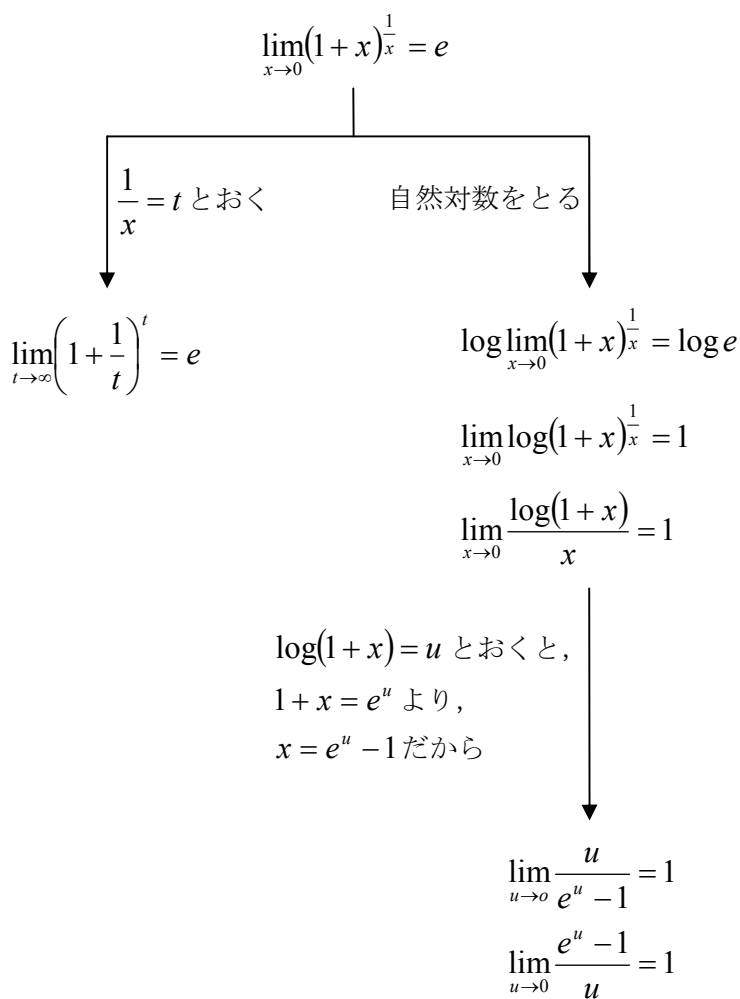 lim_{x→0}(1+x)^{1/x} = e
1/x = t とおく
自然対数をとる
lim_{t→∞}(1+1/t)^t = e
log lim_{x→0}(1+x)^{1/x} = log e
lim_{x→0} log(1+x)^{1/x} = 1
lim_{x→0} log(1+x)/x = 1
log(1+x) = u とおくと,
1+x = e^u より,
x = e^u −1 だから
lim_{u→o} u/(e^u −1) = 1
lim_{u→0} (e^u −1)/u = 1